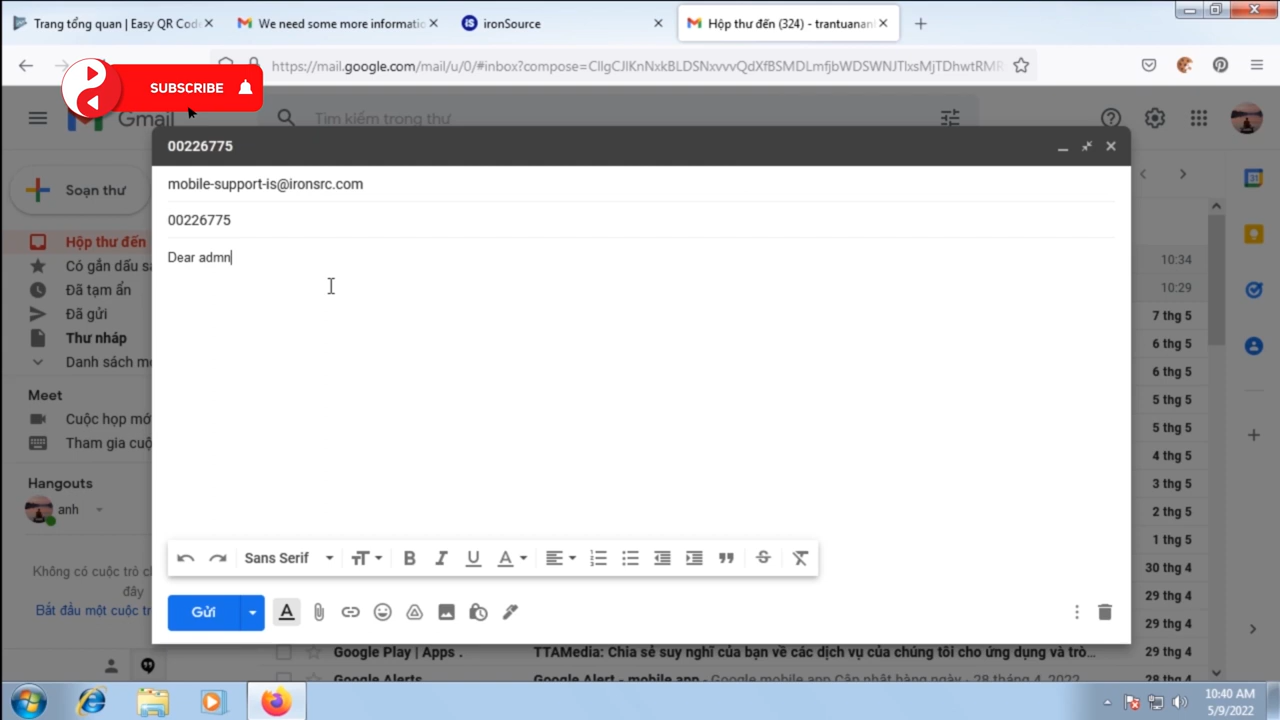 Trang tổng quan | Easy QR Cod
We need some more informatio
ironSource
Hộp thư đến (324) - trantuanan
https://mail.google.com/mail/u/0/#inbox?compose=
SUBSCRIBE
Gmail
Tìm kiếm trong thư
00226775
Soạn thư
mobile-support-is@ironsrc.com
00226775
Dear admn
Hộp thư đến
Có gắn dấu s
Đã tạm ẩn
Đã gửi
Thư nháp
Danh sách m
10:34
10:29
7 thg 5
6 thg 5
6 thg 5
5 thg 5
5 thg 5
4 thg 5
3 thg 5
2 thg 5
1 thg 5
30 thg 4
29 thg 4
29 thg 4
29 thg 4
28 thg 4
Meet
Cuộc họp mớ
Tham gia cuộ
Hangouts
anh
Không có cuộc trò c
đây
Bắt đầu một cuộc tr
Sans Serif
Gửi
Google Play | Apps . TTAMedia: Chia sẻ suy nghĩ của bạn về các dịch vụ của chúng tôi cho ứng dụng và trò...
Google Alerts Google Alert - mobile app - Google mobile app Cập nhật hàng ngày - 28 tháng 4, 2022
10:40 AM
5/9/2022